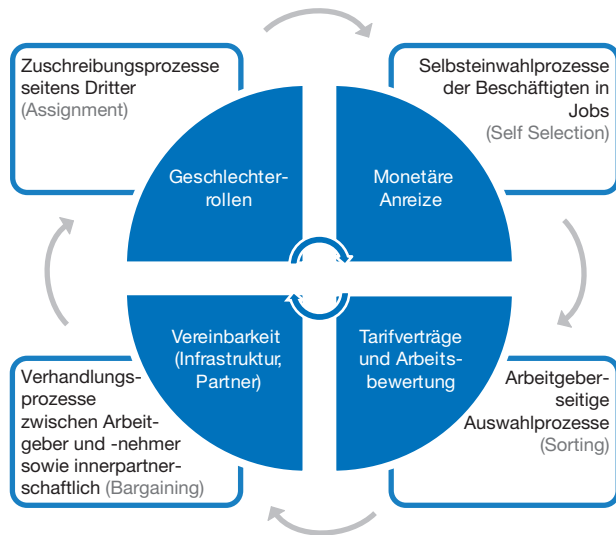 Zuschreibungsprozesse
seitens Dritter
(Assignment)
Selbsteinwahlprozesse
der Beschäftigten in
Jobs
(Self Selection)
Geschlechter-
rollen
Monetäre
Anreize
Vereinbarkeit
(Infrastruktur,
Partner)
Tarifverträge
und Arbeits-
bewertung
Verhandlungs-
prozesse
zwischen Arbeit-
geber und -nehmer
sowie innerpartner-
schaftlich (Bargaining)
Arbeitgeber-
seitige
Auswahlprozesse
(Sorting)